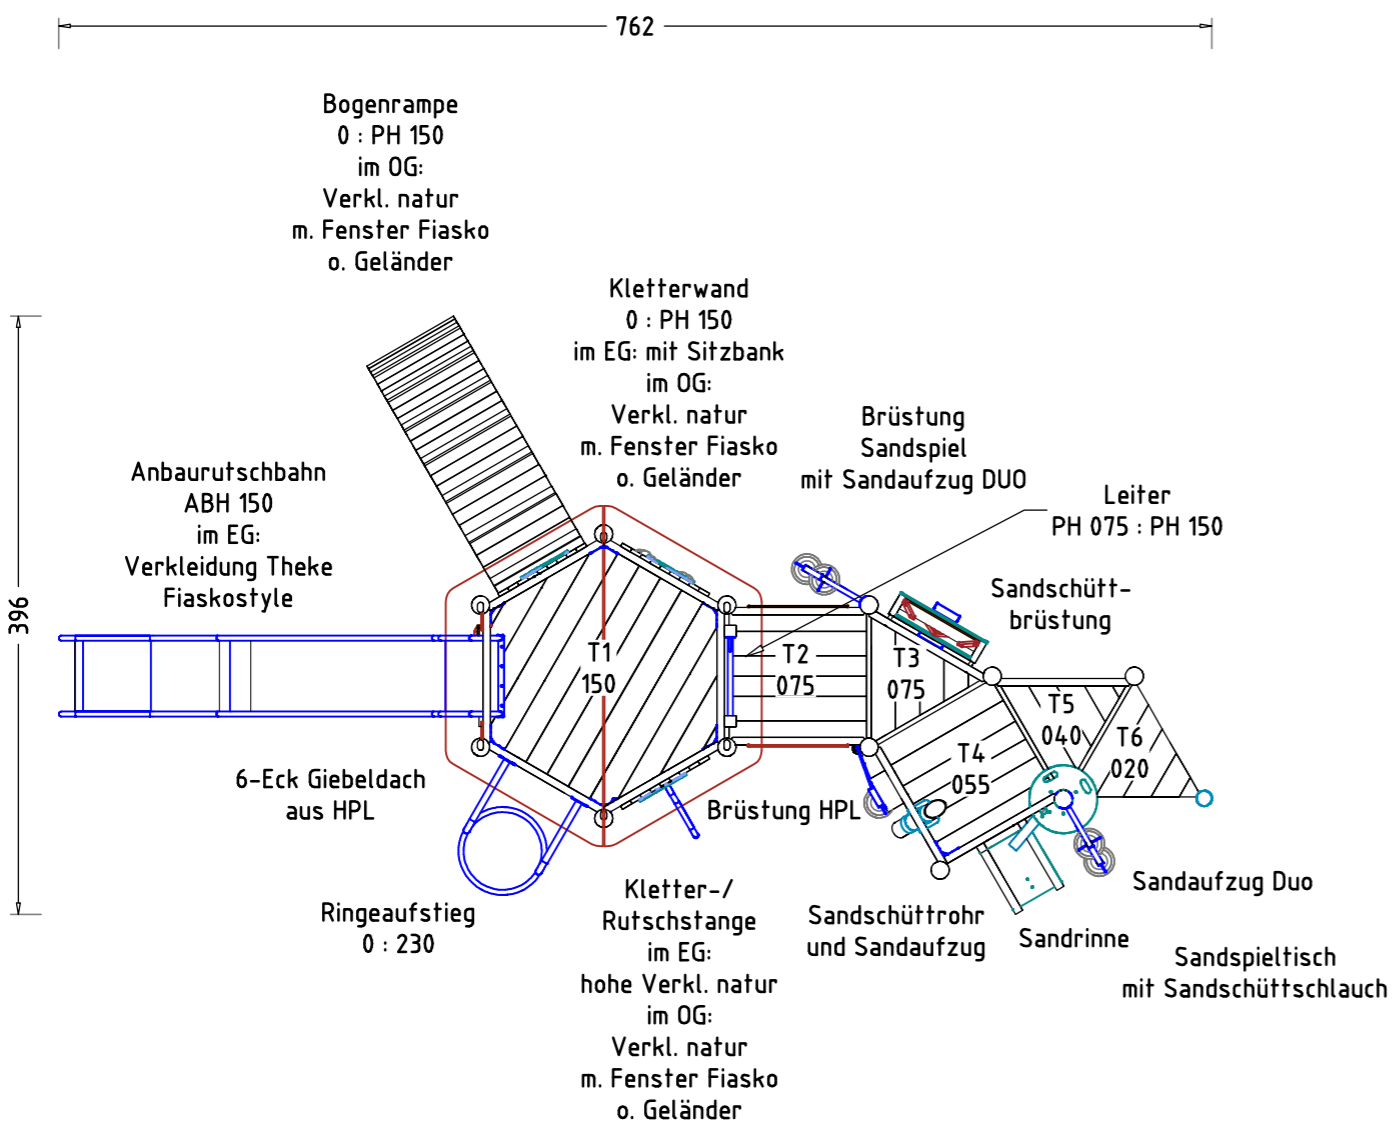 762
Bogenrampe
0 : PH 150
im OG:
Verkl. natur
m. Fenster Fiasko
o. Geländer
Kletterwand
0 : PH 150
im EG: mit Sitzbank
im OG:
Verkl. natur
m. Fenster Fiasko
o. Geländer
Brüstung
Sandspiel
mit Sandaufzug DUO
Leiter
PH 075 : PH 150
Anbaurutschbahn
ABH 150
im EG:
Verkleidung Theke
Fiaskostyle
Sandschütt-
brüstung
396
T1
150
T2
075
T3
075
T4
055
T5
040
T6
020
6-Eck Giebeldach
aus HPL
Brüstung HPL
Ringeaufstieg
0 : 230
Kletter-/
Rutschstange
im EG:
hohe Verkl. natur
im OG:
Verkl. natur
m. Fenster Fiasko
o. Geländer
Sandschüttrohr
und Sandaufzug
Sandrinne
Sandaufzug Duo
Sandspieltisch
mit Sandschüttschlauch